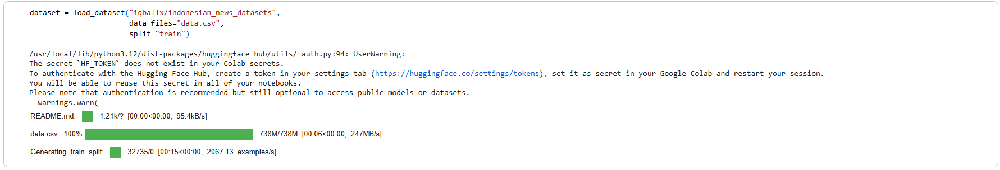 dataset = load_dataset("iqballx/indonesian_news_datasets",
data_files="data.csv",
split="train")
/usr/local/lib/python3.12/dist-packages/huggingface_hub/utils/_auth.py:94: UserWarning:
The secret `HF_TOKEN` does not exist in your Colab secrets.
To authenticate with the Hugging Face Hub, create a token in your settings tab (https://huggingface.co/settings/tokens), set it as secret in your Google Colab and restart your session.
You will be able to reuse this secret in all of your notebooks.
Please note that authentication is recommended but still optional to access public models or datasets.
warnings.warn(
README.md: 1.21k/? [00:00<00:00, 95.4kB/s]
data.csv: 100% 738M/738M [00:06<00:00, 247MB/s]
Generating train split: 32735/0 [00:15<00:00, 2067.13 examples/s]